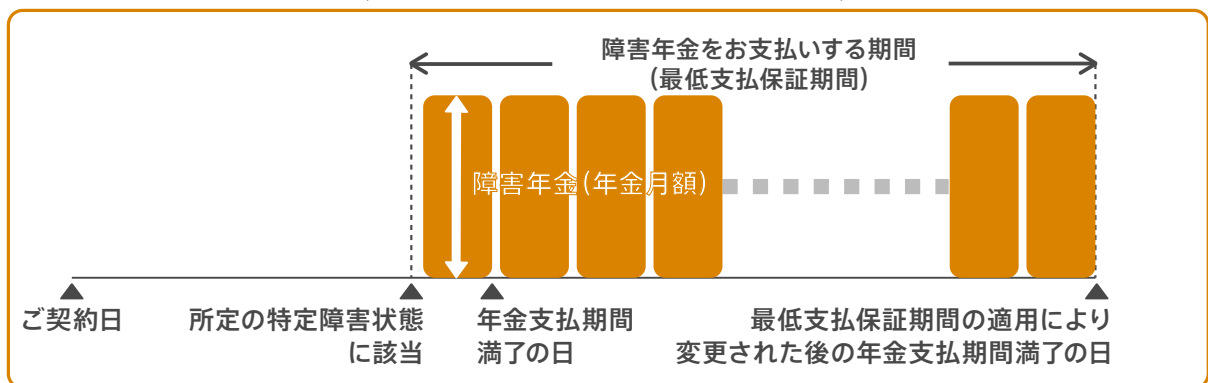 障害年金をお支払いする期間
(最低支払保証期間)
障害年金(年金月額)
ご契約日
所定の特定障害状態
に該当
年金支払期間
満了の日
最低支払保証期間の適用により
変更された後の年金支払期間満了の日